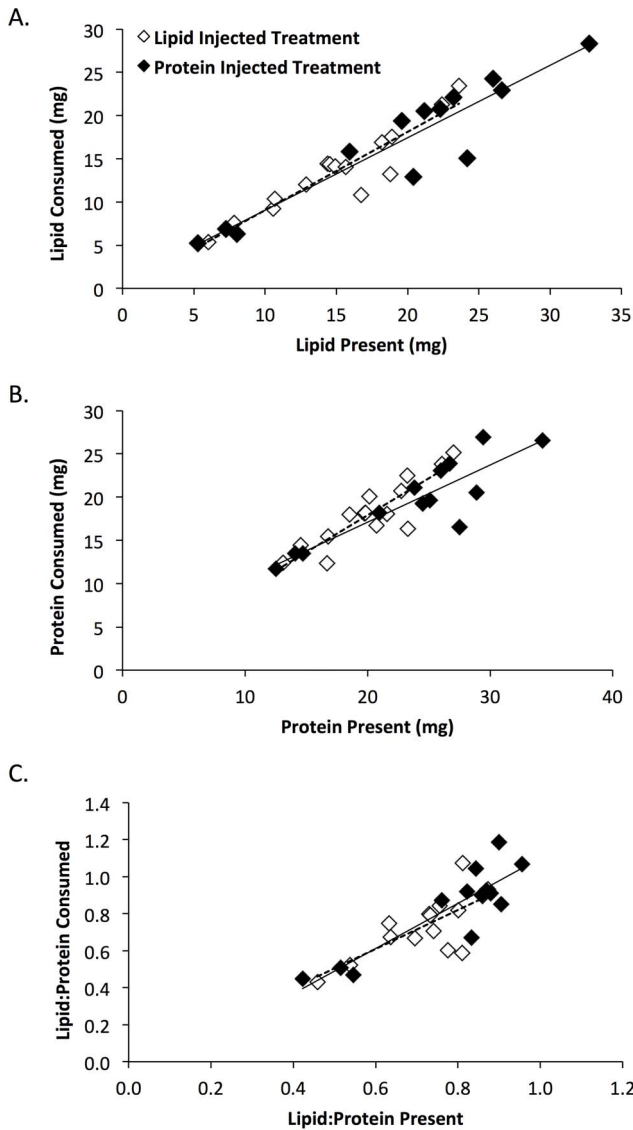 A.
Lipid Injected Treatment
Protein Injected Treatment
30
25
20
15
10
5
0
Lipid Consumed (mg)
0 5 10 15 20 25 30 35
Lipid Present (mg)
B.
30
25
20
15
10
5
0
Protein Consumed (mg)
0 10 20 30 40
Protein Present (mg)
C.
1.4
1.2
1.0
0.8
0.6
0.4
0.2
0.0
Lipid:Protein Consumed
0.0 0.2 0.4 0.6 0.8 1.0 1.2
Lipid:Protein Present